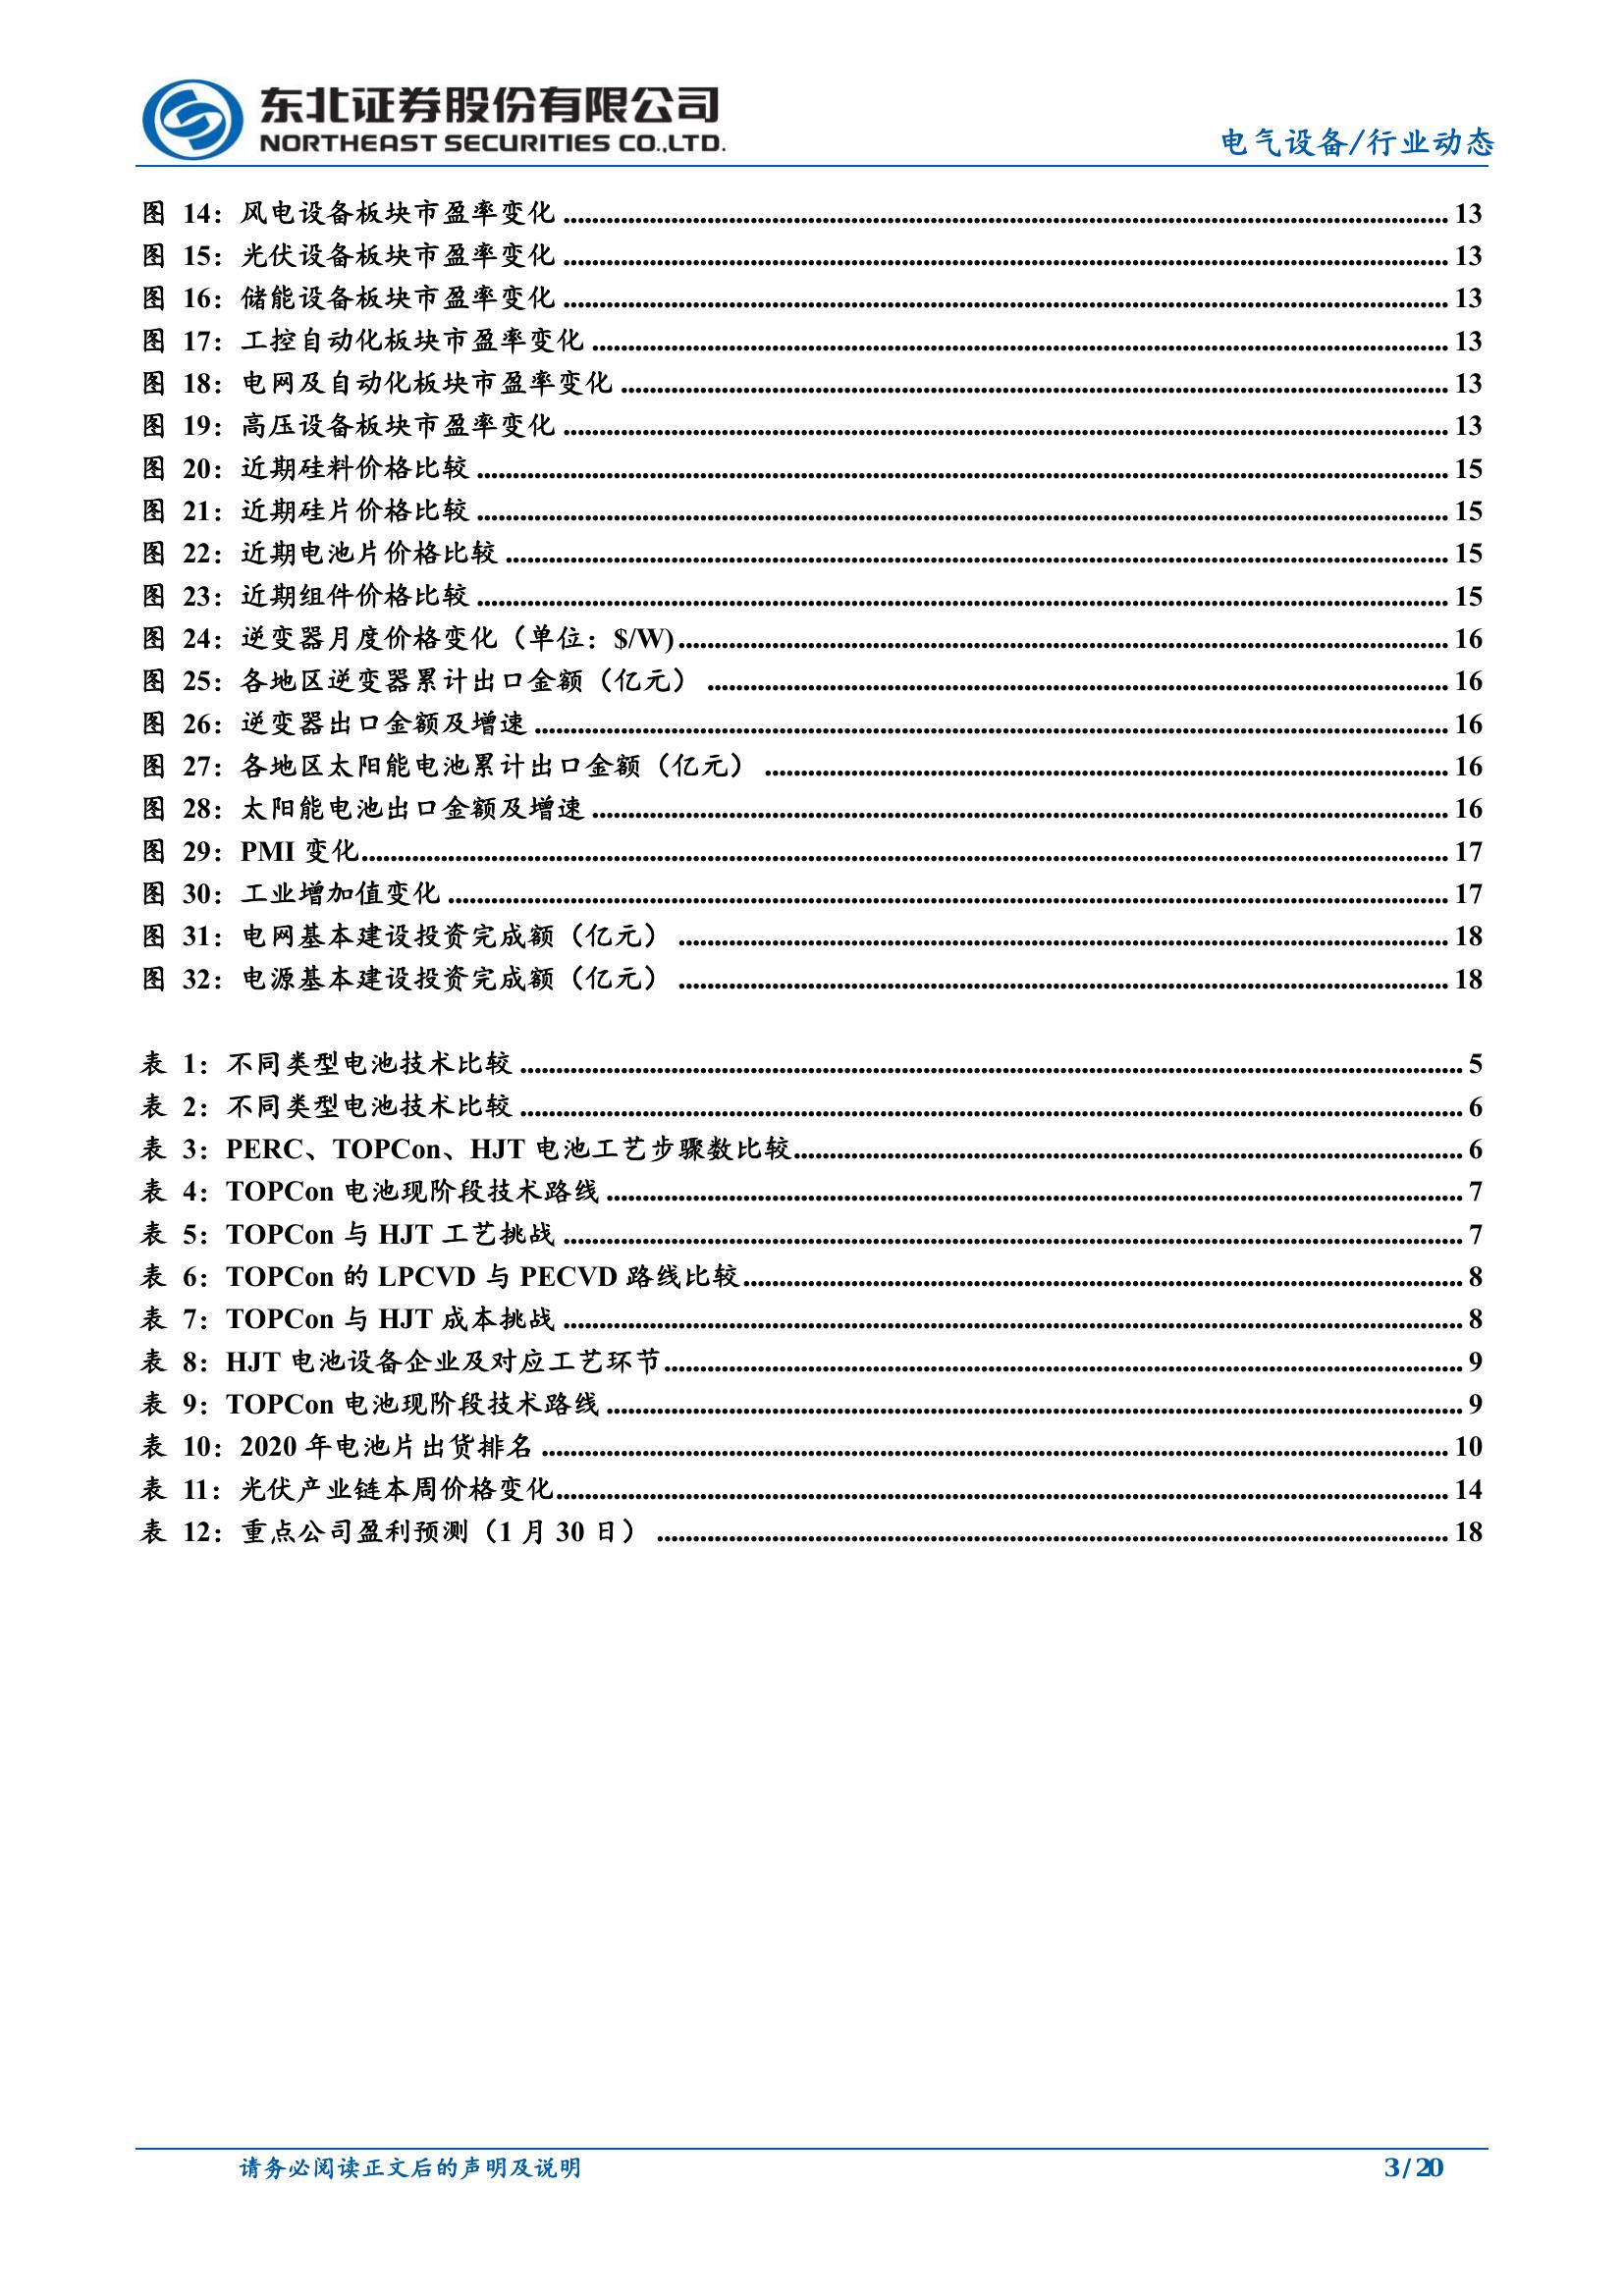 东北证券股份有限公司
NORTHEAST SECURITIES CO.,LTD.
电气设备/行业动态
图 14：风电设备板块市盈率变化 ........ 13
图 15：光伏设备板块市盈率变化 ........ 13
图 16：储能设备板块市盈率变化 ........ 13
图 17：工控自动化板块市盈率变化 ........ 13
图 18：电网及自动化板块市盈率变化 ........ 13
图 19：高压设备板块市盈率变化 ........ 13
图 20：近期硅料价格比较 ........ 15
图 21：近期硅片价格比较 ........ 15
图 22：近期电池片价格比较 ........ 15
图 23：近期组件价格比较 ........ 15
图 24：逆变器月度价格变化（单位：$/W) ........ 16
图 25：各地区逆变器累计出口金额（亿元） ........ 16
图 26：逆变器出口金额及增速 ........ 16
图 27：各地区太阳能电池累计出口金额（亿元） ........ 16
图 28：太阳能电池出口金额及增速 ........ 16
图 29：PMI 变化 ........ 17
图 30：工业增加值变化 ........ 17
图 31：电网基本建设投资完成额（亿元） ........ 18
图 32：电源基本建设投资完成额（亿元） ........ 18
表 1：不同类型电池技术比较 ........ 5
表 2：不同类型电池技术比较 ........ 6
表 3：PERC、TOPCon、HJT 电池工艺步骤数比较 ........ 6
表 4：TOPCon 电池现阶段技术路线 ........ 7
表 5：TOPCon 与 HJT 工艺挑战 ........ 7
表 6：TOPCon 的 LPCVD 与 PECVD 路线比较 ........ 8
表 7：TOPCon 与 HJT 成本挑战 ........ 8
表 8：HJT 电池设备企业及对应工艺环节 ........ 9
表 9：TOPCon 电池现阶段技术路线 ........ 9
表 10：2020 年电池片出货排名 ........ 10
表 11：光伏产业链本周价格变化 ........ 14
表 12：重点公司盈利预测（1 月 30 日） ........ 18
请务必阅读正文后的声明及说明
3 / 20